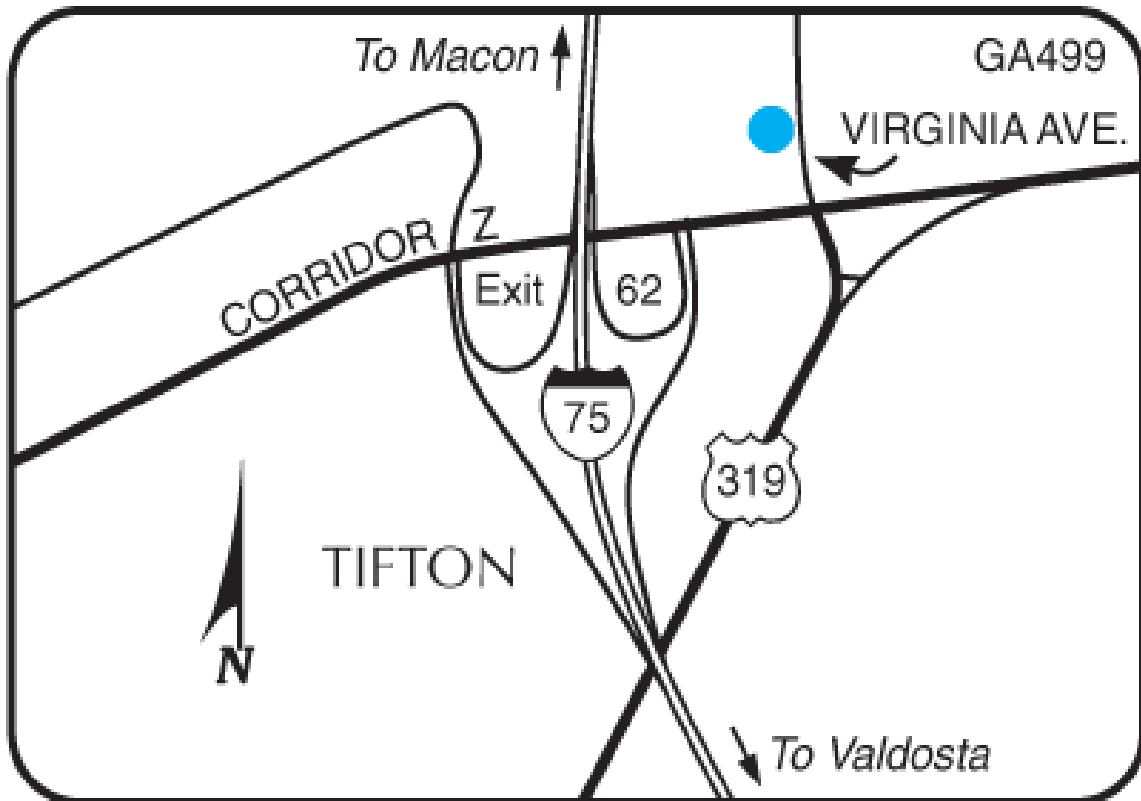 To Macon
GA499
VIRGINIA AVE.
CORRIDOR Z
Exit 62
75
319
TIFTON
N
To Valdosta